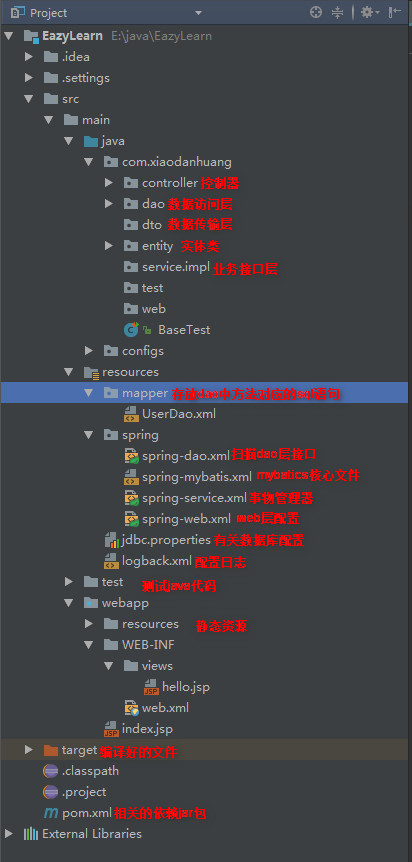 Project
EazyLearn E:\java\EazyLearn
.idea
.settings
src
main
java
com.xiaodanhuang
controller 控制器
dao 数据访问层
dto 数据传输层
entity 实体类
service.impl 业务接口层
test
web
BaseTest
configs
resources
mapper 存储dao中方法对应的sql语句
UserDao.xml
spring
spring-dao.xml 扫描dao层接口
spring-mybatis.xml mybatics核心文件
spring-service.xml 事物管理器
spring-web.xml web层配置
jdbc.properties 有关数据库配置
logback.xml 配置日志
test 测试java代码
webapp
resources 静态资源
WEB-INF
views
hello.jsp
web.xml
index.jsp
target 编译好的文件
.classpath
.project
pom.xml 相关的依赖jar包
External Libraries